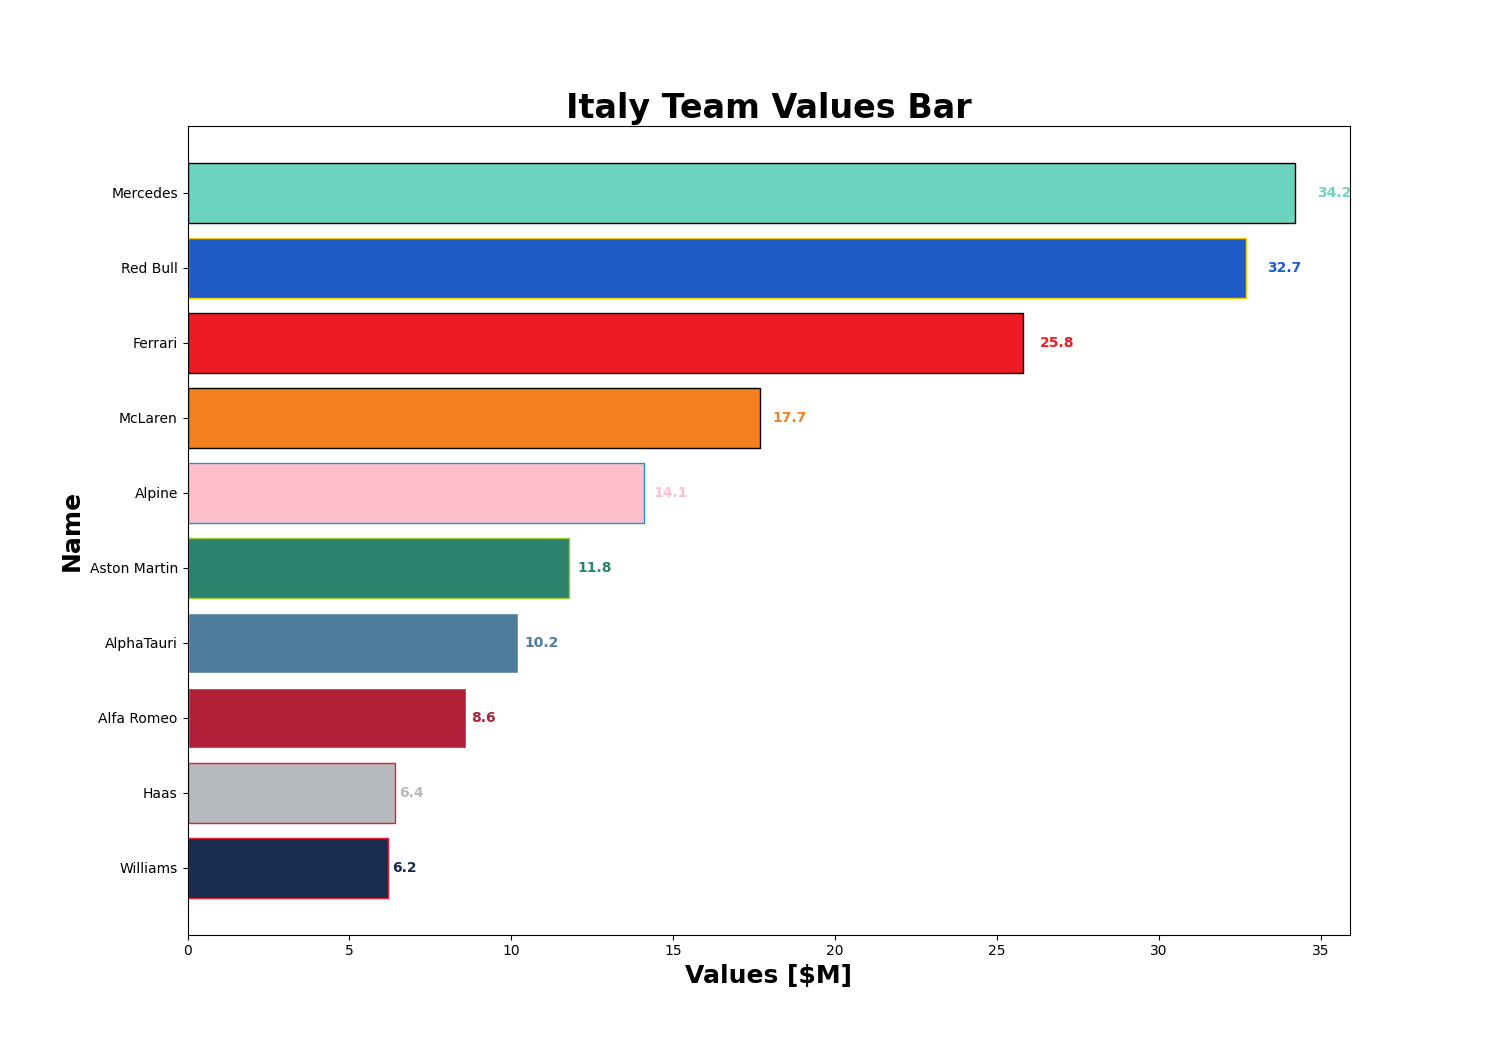 Italy Team Values Bar
Mercedes 34.2
Red Bull 32.7
Ferrari 25.8
McLaren 17.7
Alpine 14.1
Name
Aston Martin 11.8
AlphaTauri 10.2
Alfa Romeo 8.6
Haas 6.4
Williams 6.2
0 5 10 15 20 25 30 35
Values [$M]